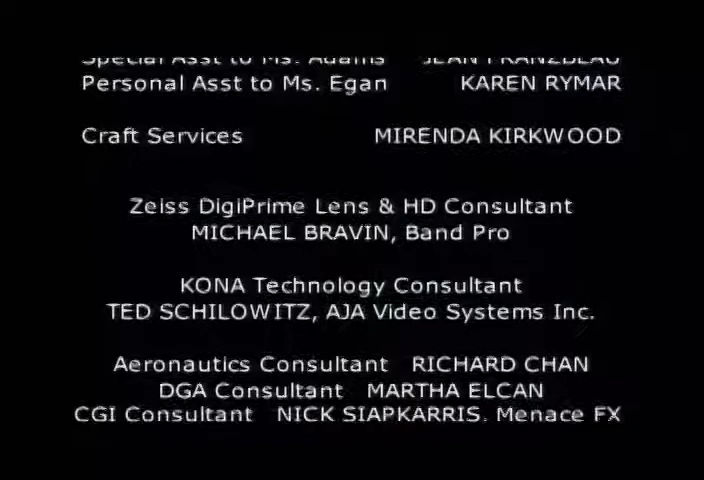 Special Asst to Ms. Adams JEAN FRANZBLAU
Personal Asst to Ms. Egan KAREN RYMAR
Craft Services MIRENDA KIRKWOOD
Zeiss DigiPrime Lens & HD Consultant
MICHAEL BRAVIN, Band Pro
KONA Technology Consultant
TED SCHILOWITZ, AJA Video Systems Inc.
Aeronautics Consultant RICHARD CHAN
DGA Consultant MARTHA ELCAN
CGI Consultant NICK SIAPKARRIS, Menace FX